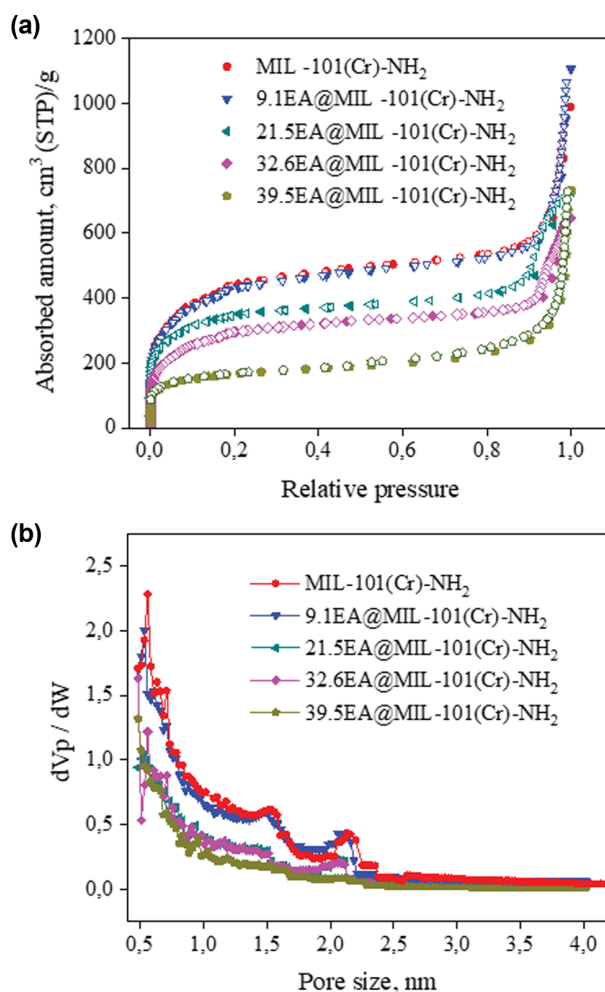 (a)
1200
1000
800
600
400
200
0
Absorbed amount, cm³ (STP)/g
MIL -101(Cr)-NH₂
9.1EA@MIL -101(Cr)-NH₂
21.5EA@MIL -101(Cr)-NH₂
32.6EA@MIL -101(Cr)-NH₂
39.5EA@MIL -101(Cr)-NH₂
0,0 0,2 0,4 0,6 0,8 1,0
Relative pressure
(b)
2,5
2,0
1,5
1,0
0,5
0,0
dVp / dW
MIL-101(Cr)-NH₂
9.1EA@MIL-101(Cr)-NH₂
21.5EA@MIL-101(Cr)-NH₂
32.6EA@MIL-101(Cr)-NH₂
39.5EA@MIL-101(Cr)-NH₂
0,5 1,0 1,5 2,0 2,5 3,0 3,5 4,0
Pore size, nm